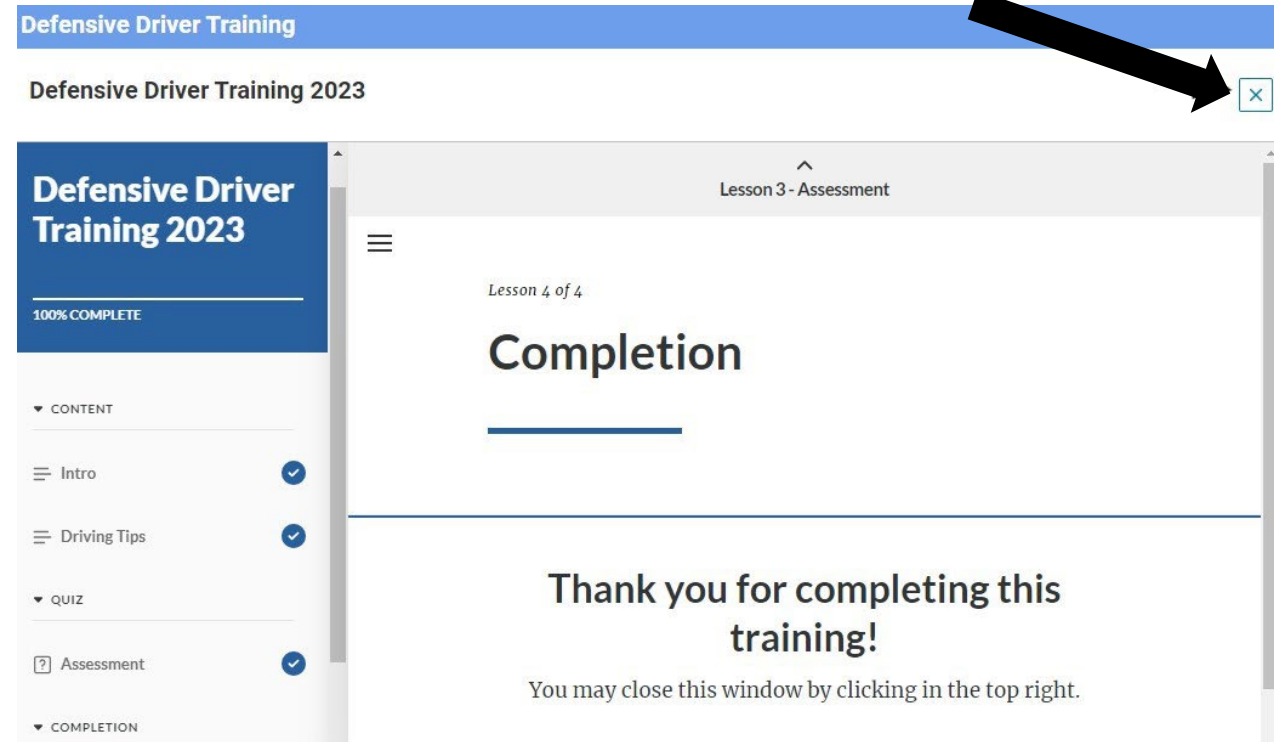 Defensive Driver Training
Defensive Driver Training 2023
Defensive Driver
Training 2023
100% COMPLETE
CONTENT
Intro
Driving Tips
QUIZ
Assessment
COMPLETION
Lesson 3 - Assessment
Lesson 4 of 4
Completion
Thank you for completing this
training!
You may close this window by clicking in the top right.